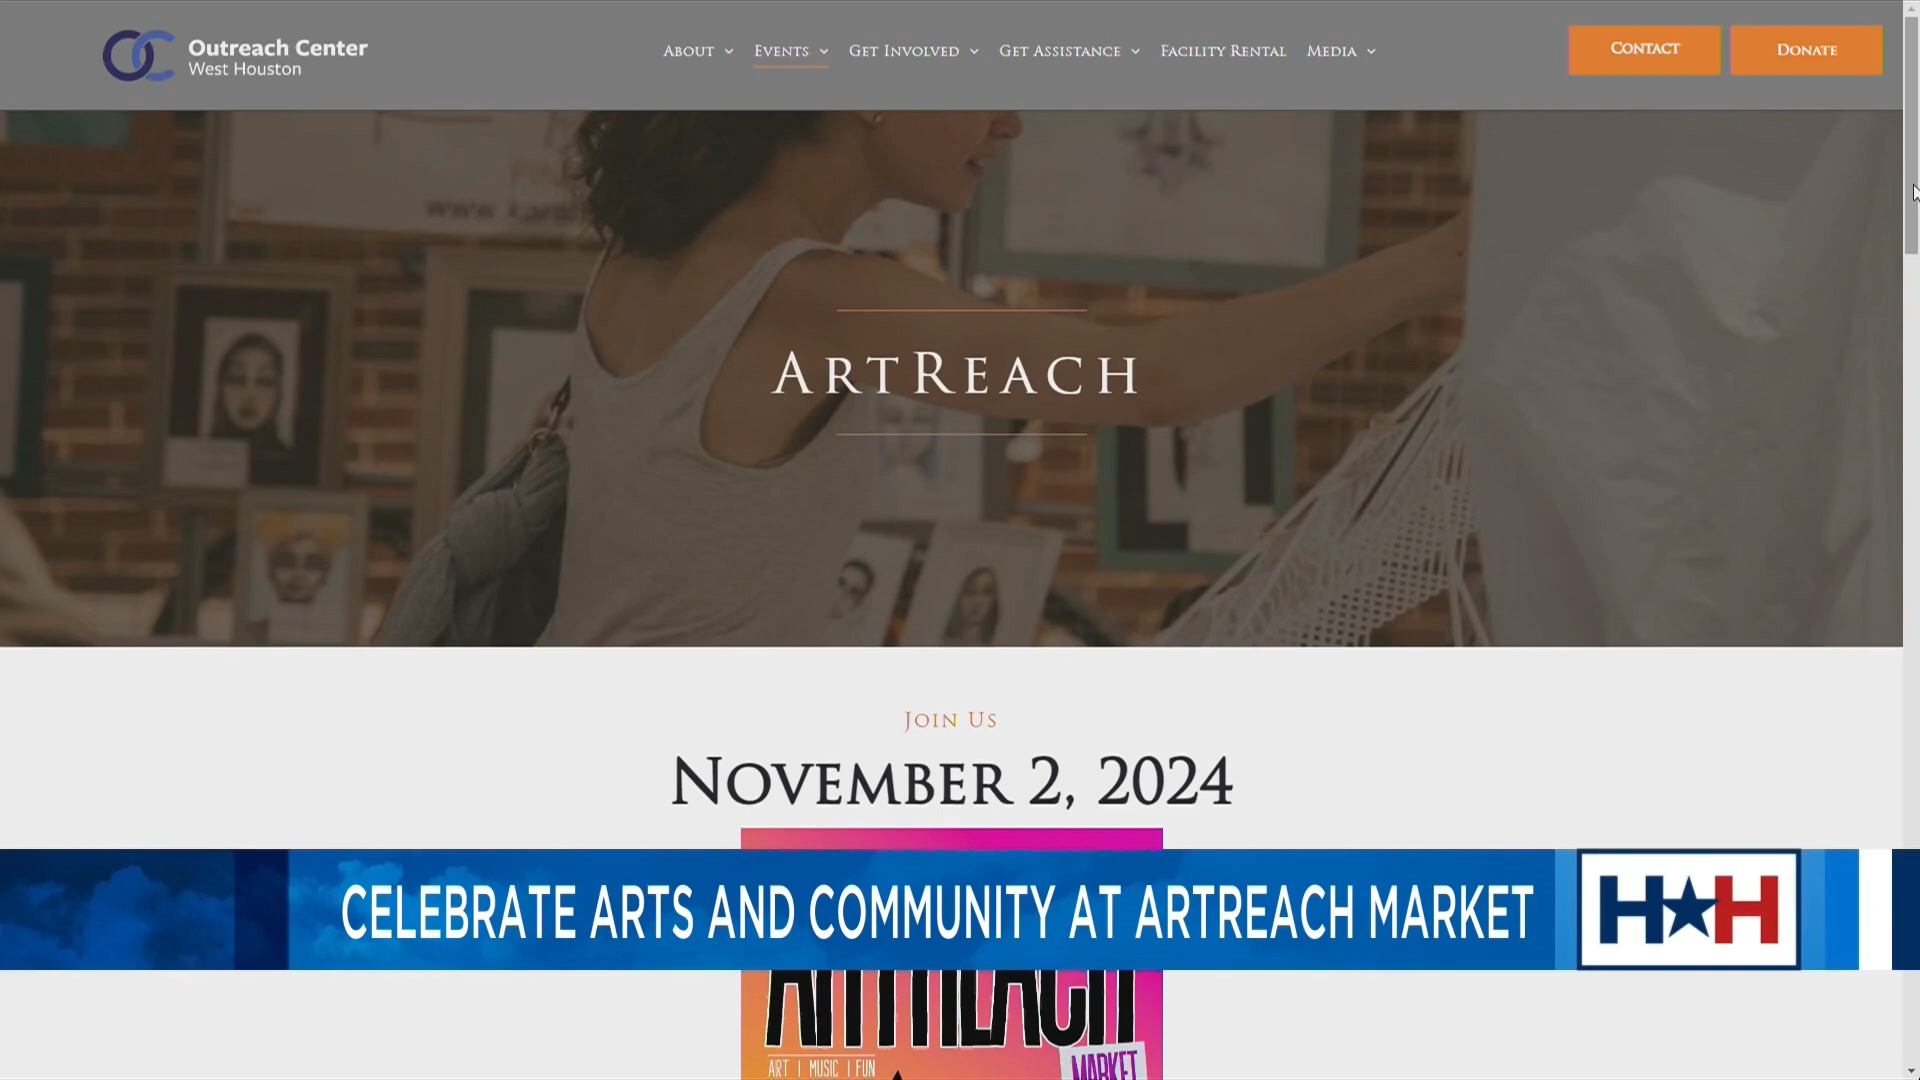 Outreach Center
West Houston
About Events Get Involved Get Assistance Facility Rental Media
Contact Donate
ArtReach
Join Us
November 2, 2024
CELEBRATE ARTS AND COMMUNITY AT ARTREACH MARKET
H★H
ARTREACH
ART | MUSIC | FUN
MARKET